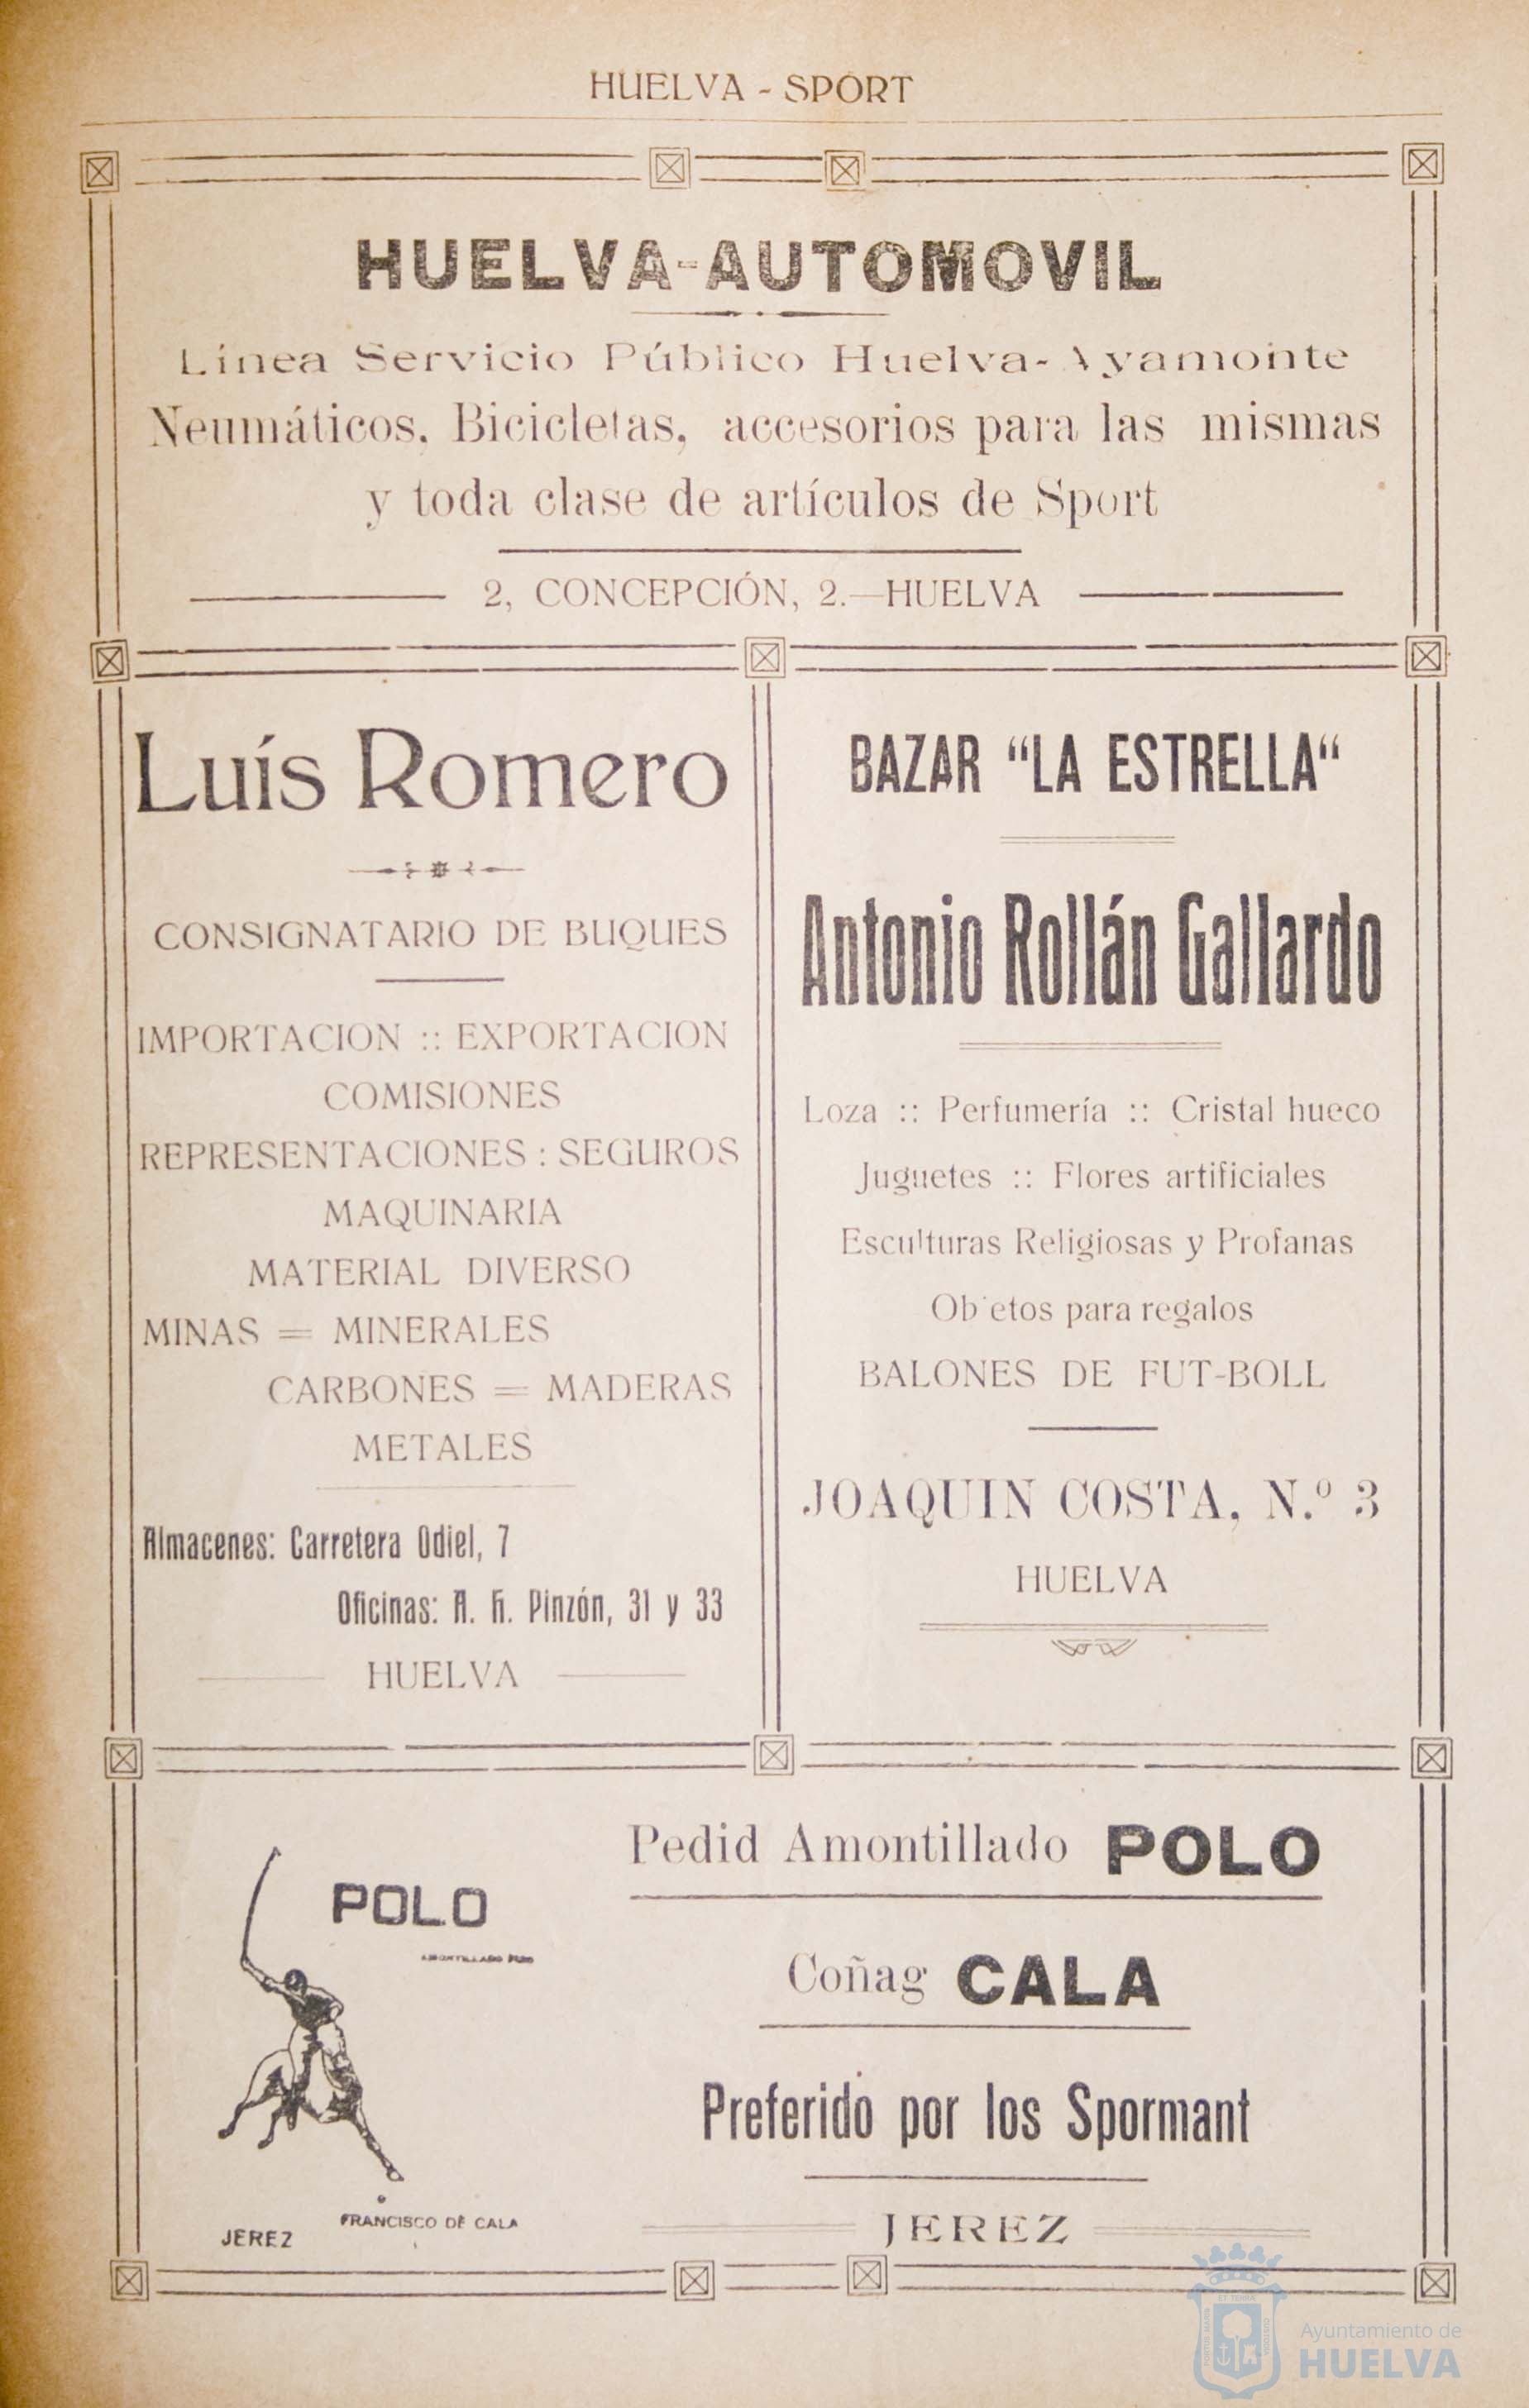 HUELVA - SPORT
HUELVA-AUTOMOVIL
Línea Servicio Público Huelva-Ayamonte
Neumáticos, Bicicletas, accesorios para las mismas
y toda clase de artículos de Sport
2, CONCEPCIÓN, 2.—HUELVA
Luís Romero
CONSIGNATARIO DE BUQUES
IMPORTACION :: EXPORTACION
COMISIONES
REPRESENTACIONES : SEGUROS
MAQUINARIA
MATERIAL DIVERSO
MINAS = MINERALES
CARBONES = MADERAS
METALES
Almacenes: Carretera Odiel, 7
Oficinas: A. H. Pinzón, 31 y 33
HUELVA
BAZAR “LA ESTRELLA“
Antonio Rollán Gallardo
Loza :: Perfumería :: Cristal hueco
Juguetes :: Flores artificiales
Esculturas Religiosas y Profanas
Objetos para regalos
BALONES DE FUT-BOLL
JOAQUIN COSTA, N.º 3
HUELVA
POLO
AMONTILLADO
FRANCISCO DE CALA
JEREZ
Pedid Amontillado POLO
Coñag CALA
Preferido por los Spormant
JEREZ
Ayuntamiento de
HUELVA